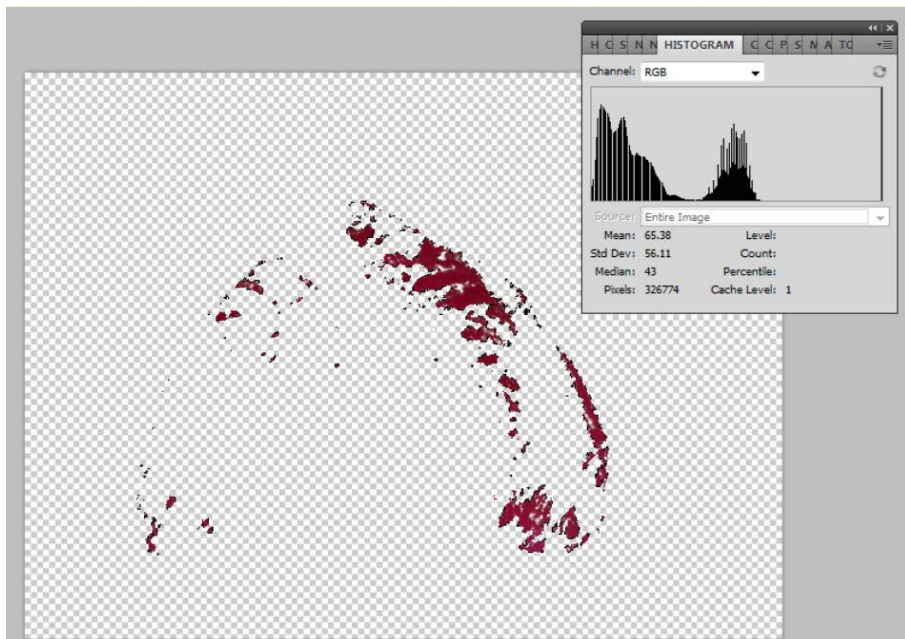 H C S N N HISTOGRAM C C P S M A TO
Channel: RGB
Source: Entire Image
Mean: 65.38 Level:
Std Dev: 56.11 Count:
Median: 43 Percentile:
Pixels: 326774 Cache Level: 1